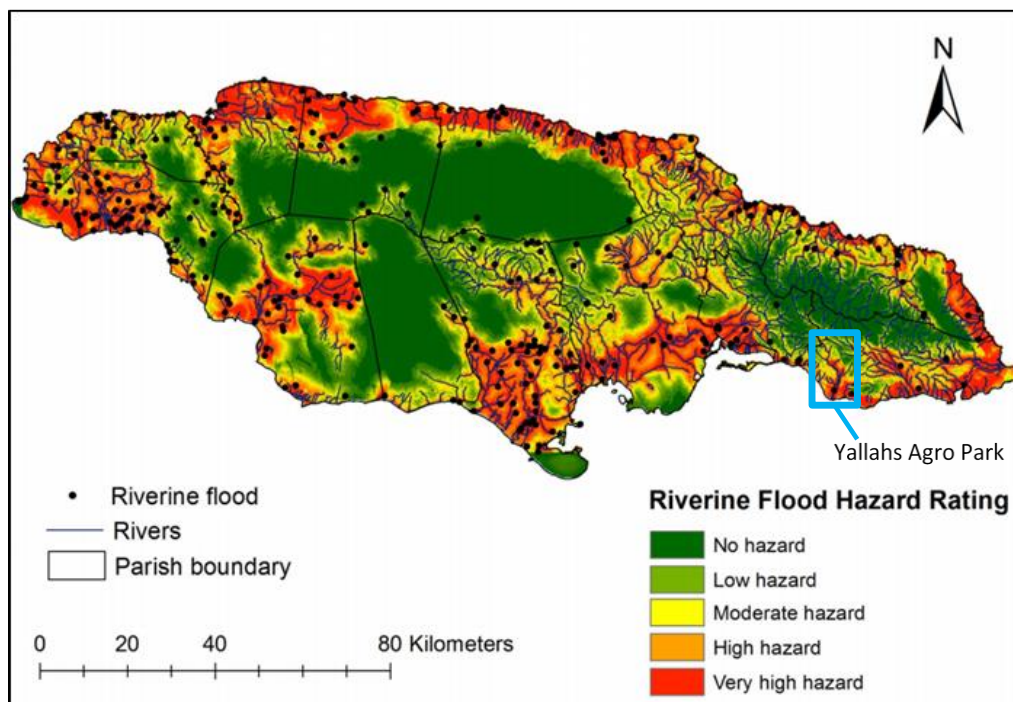 N
Yallahs Agro Park
Riverine flood
Rivers
Parish boundary
0 20 40 80 Kilometers
Riverine Flood Hazard Rating
No hazard
Low hazard
Moderate hazard
High hazard
Very high hazard